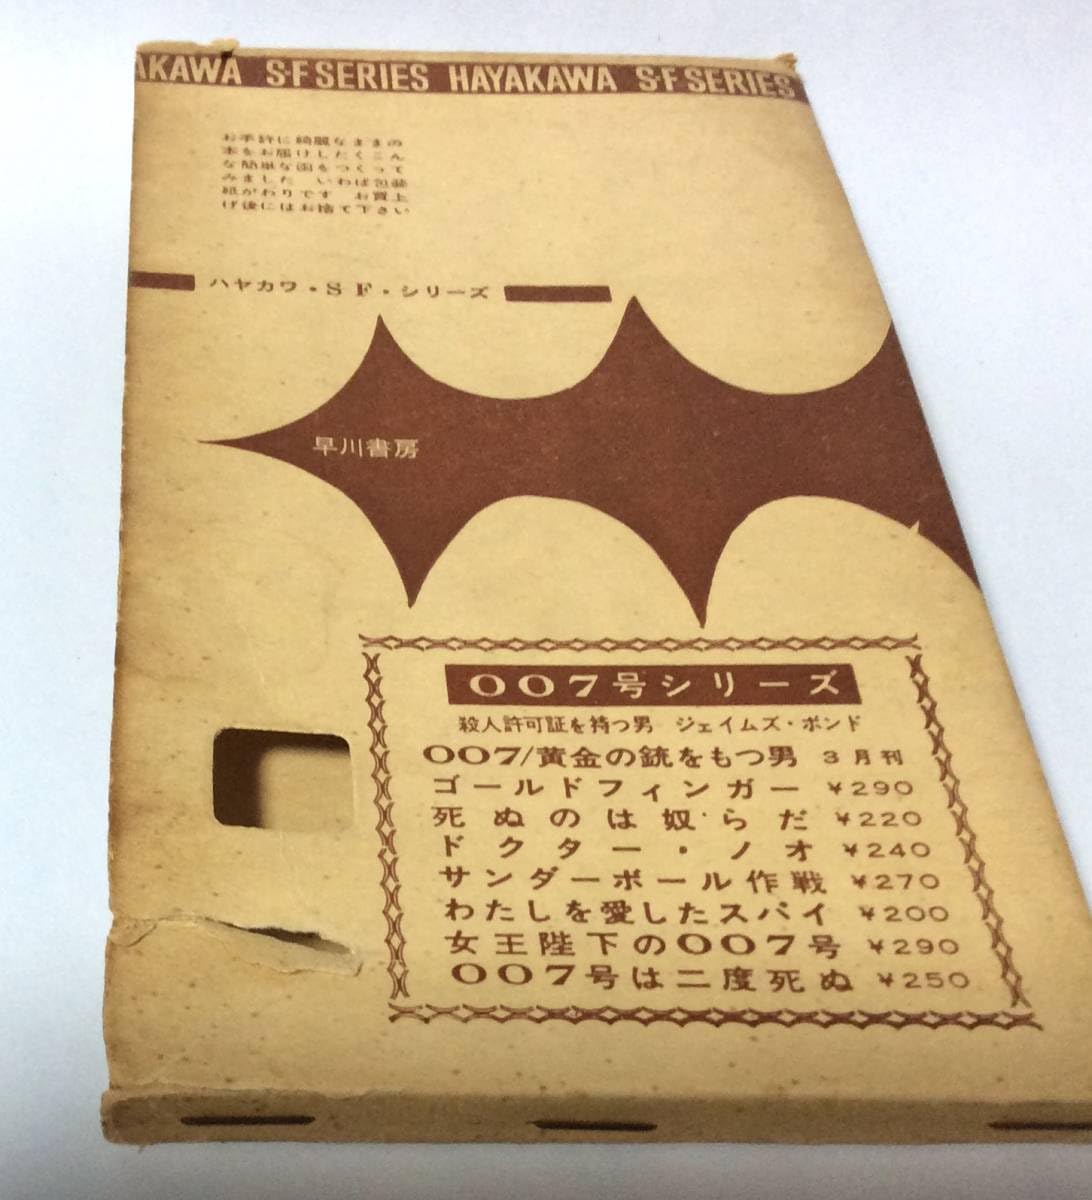 AKAWA S·F SERIES HAYAKAWA S·F SERIES
お手許に綺麗なままの
本をお届けしたくこん
な簡単な函をつくって
みました いわば包装
紙がわりです お買上
げ後にはお捨て下さい
ハヤカワ・SF・シリーズ
早川書房
007号シリーズ
殺人許可証を持つ男 ジェイムズ・ボンド
007/黄金の銃をもつ男 3月刊
ゴールドフィンガー ¥290
死ぬのは奴らだ ¥220
ドクター・ノオ ¥240
サンダーボール作戦 ¥270
わたしを愛したスパイ ¥200
女王陛下の007号 ¥290
007号は二度死ぬ ¥250